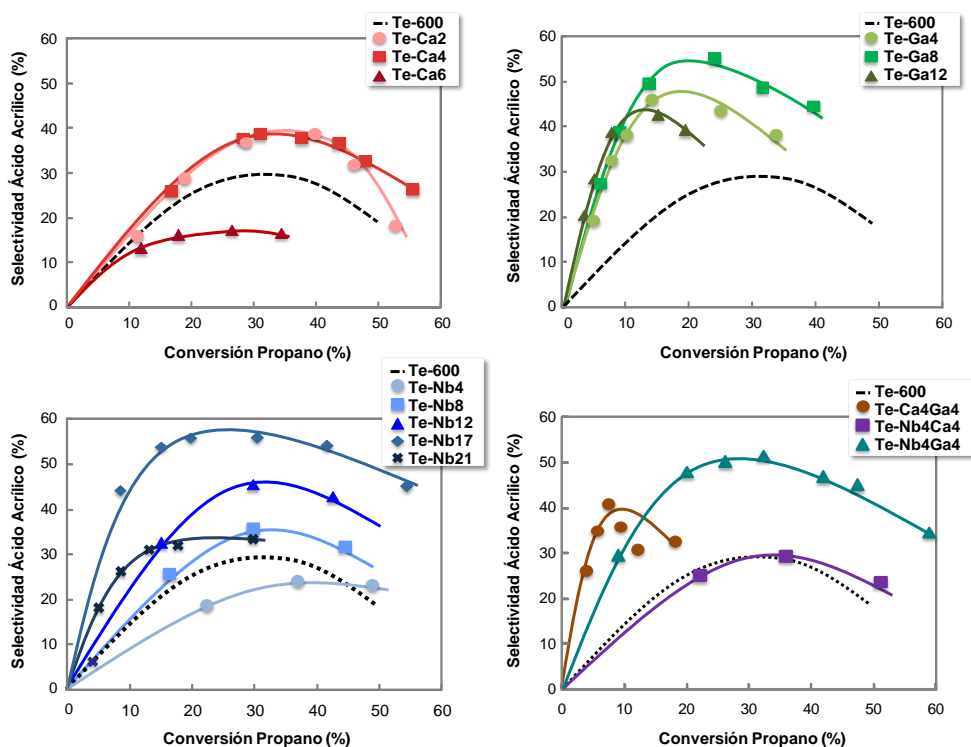 Te-600
Te-Ca2
Te-Ca4
Te-Ca6
Selectividad Ácido Acrílico (%)
60
50
40
30
20
10
0
0 10 20 30 40 50 60
Conversión Propano (%)
Te-600
Te-Ga4
Te-Ga8
Te-Ga12
Selectividad Ácido Acrílico (%)
60
50
40
30
20
10
0
0 10 20 30 40 50 60
Conversión Propano (%)
Te-600
Te-Nb4
Te-Nb8
Te-Nb12
Te-Nb17
Te-Nb21
Selectividad Ácido Acrílico (%)
60
50
40
30
20
10
0
0 10 20 30 40 50 60
Conversión Propano (%)
Te-600
Te-Ca4Ga4
Te-Nb4Ca4
Te-Nb4Ga4
Selectividad Ácido Acrílico (%)
60
50
40
30
20
10
0
0 10 20 30 40 50 60
Conversión Propano (%)